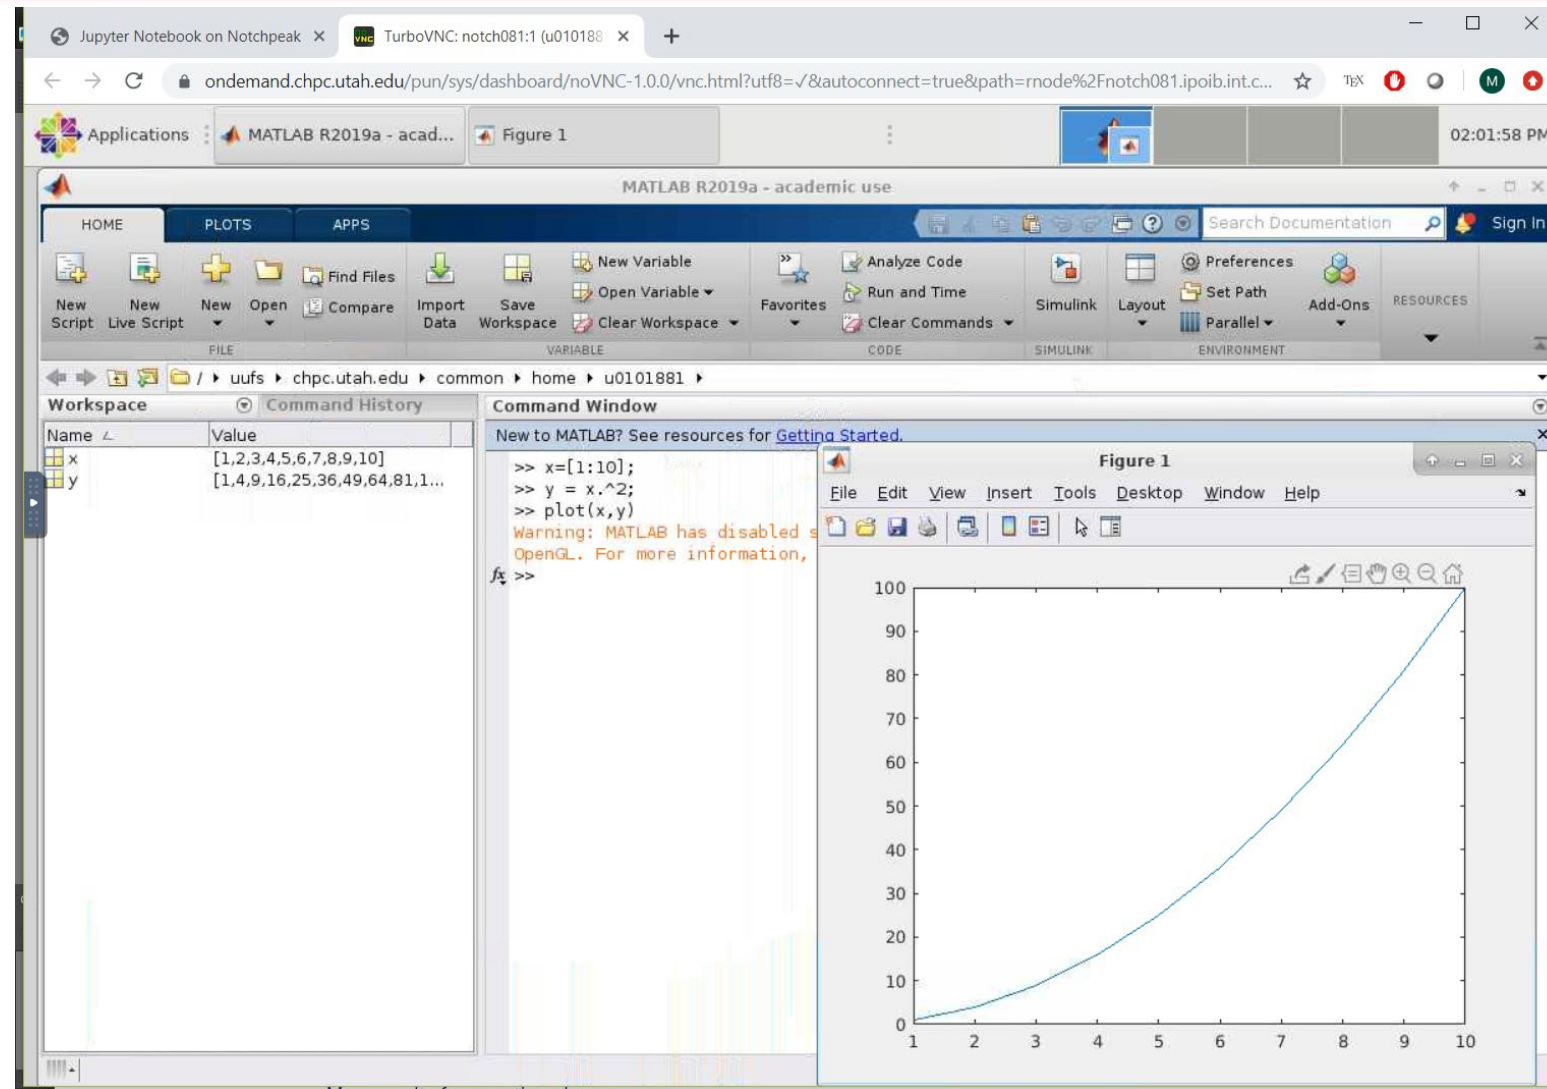 Jupyter Notebook on Notchpeak
TurboVNC: notch081:1 (u010188
ondemand.chpc.utah.edu/pun/sys/dashboard/noVNC-1.0.0/vnc.html?utf8=✓&autoconnect=true&path=rnode%2Fnotch081.ipoib.int.c...
TEX
M
Applications
MATLAB R2019a - acad...
Figure 1
02:01:58 PM
MATLAB R2019a - academic use
HOME
PLOTS
APPS
Search Documentation
Sign In
New Script
New Live Script
New
Open
Find Files
Compare
Import Data
Save Workspace
New Variable
Open Variable
Clear Workspace
Favorites
Analyze Code
Run and Time
Clear Commands
Simulink
Layout
Preferences
Set Path
Parallel
Add-Ons
RESOURCES
FILE
VARIABLE
CODE
SIMULINK
ENVIRONMENT
/ uufs chpc.utah.edu common home u0101881
Workspace
Command History
Command Window
Name
Value
x [1,2,3,4,5,6,7,8,9,10]
y [1,4,9,16,25,36,49,64,81,1...
New to MATLAB? See resources for Getting Started.
>> x=[1:10];
>> y = x.^2;
>> plot(x,y)
Warning: MATLAB has disabled s
OpenGL. For more information,
fx >>
Figure 1
File Edit View Insert Tools Desktop Window Help
100
90
80
70
60
50
40
30
20
10
0
1 2 3 4 5 6 7 8 9 10